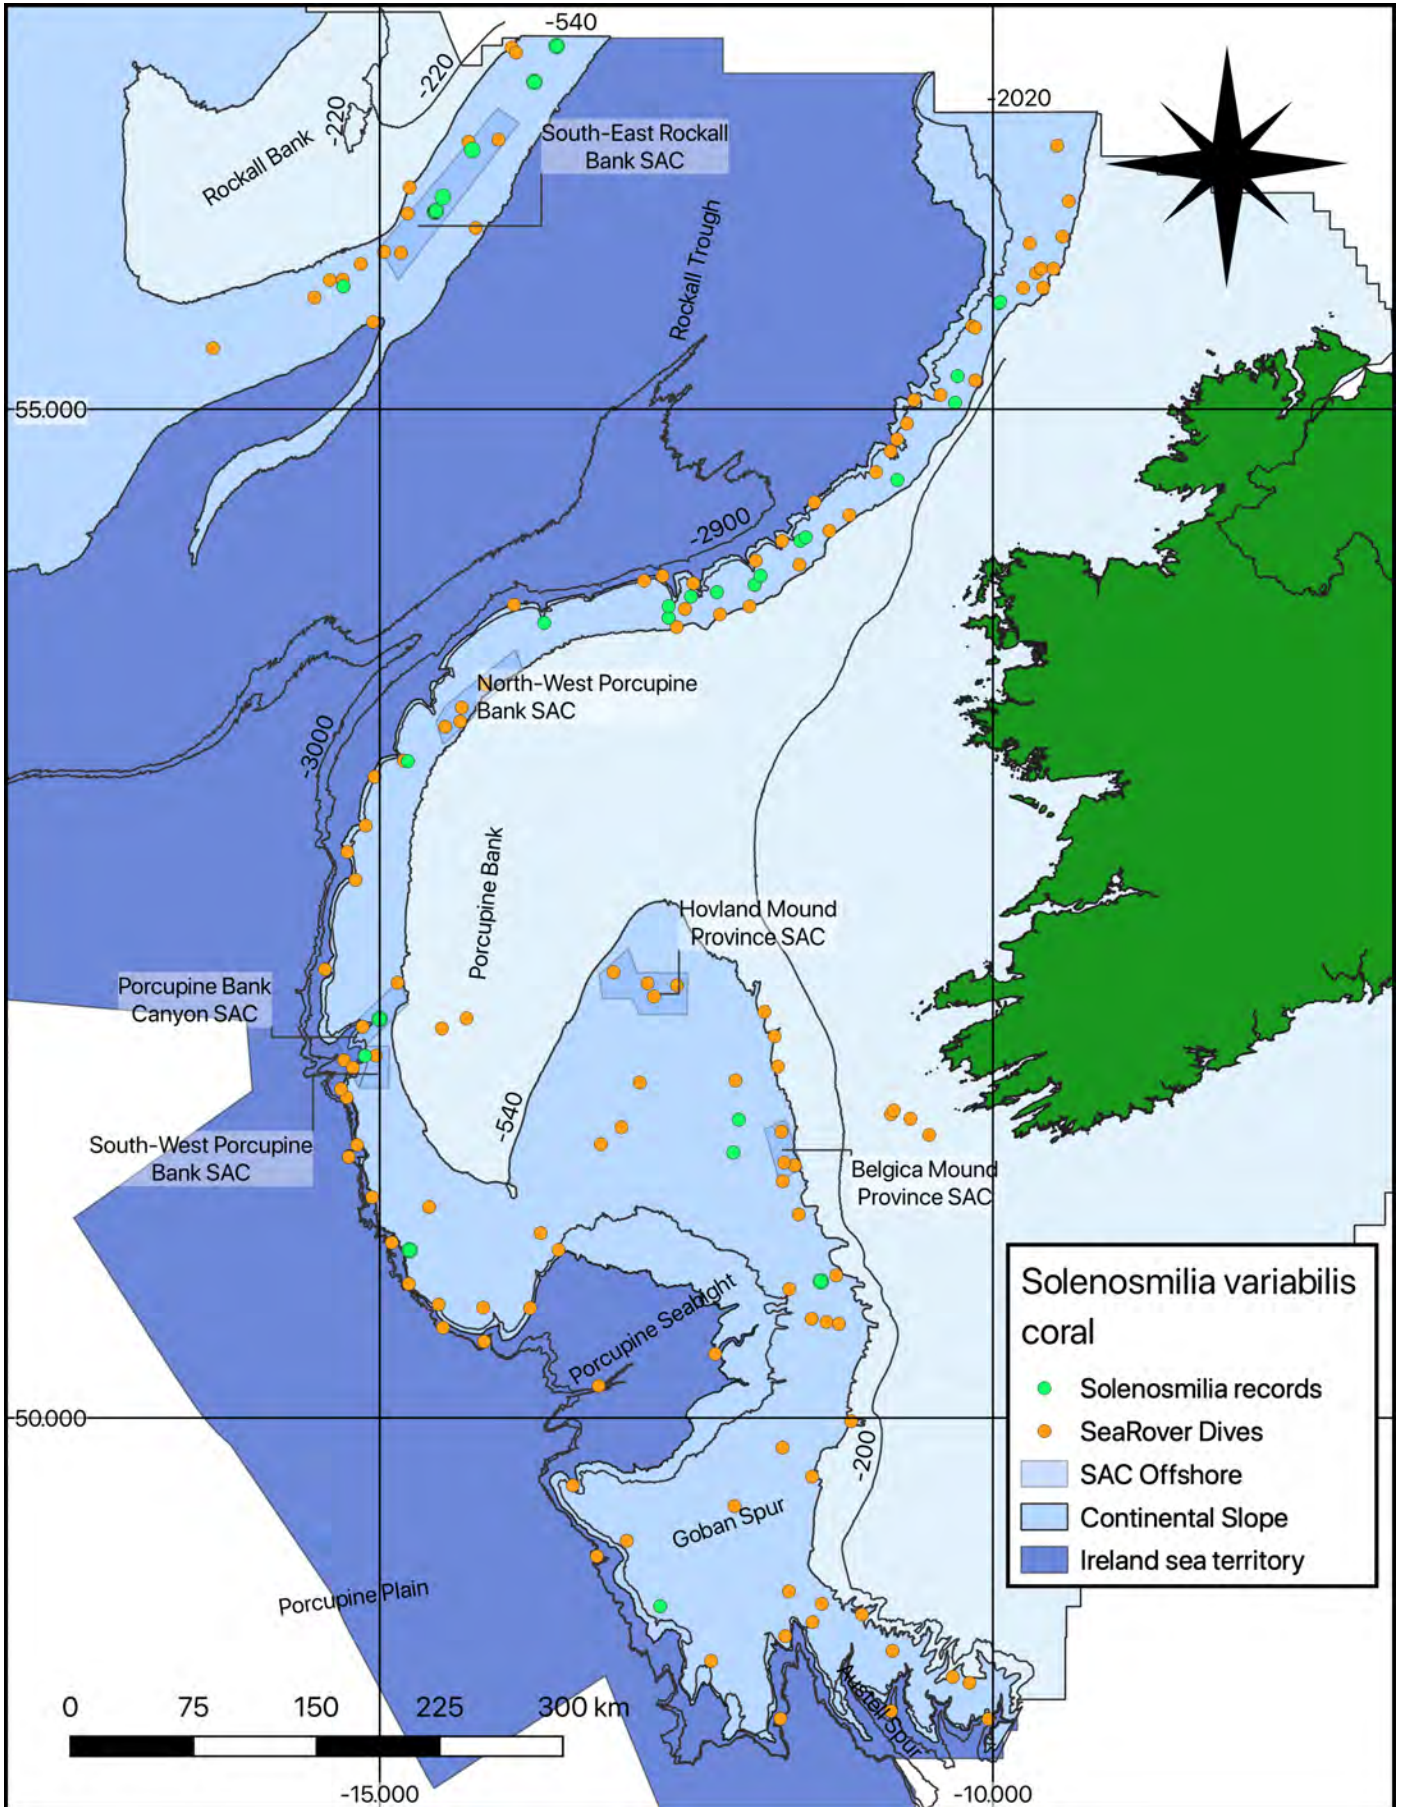 -540
-220
-220
-2020
South-East Rockall
Bank SAC
Rockall Bank
Rockall Trough
55.000
-2900
North-West Porcupine
Bank SAC
-3000
Porcupine Bank
Hovland Mound
Province SAC
Porcupine Bank
Canyon SAC
-540
South-West Porcupine
Bank SAC
Belgica Mound
Province SAC
Solenosmilia variabilis
coral
Solenosmilia records
SeaRover Dives
SAC Offshore
Continental Slope
Ireland sea territory
Porcupine Seabight
50.000
-200
Goban Spur
Porcupine Plain
Austell Spur
0 75 150 225 300 km
-15.000
-10.000